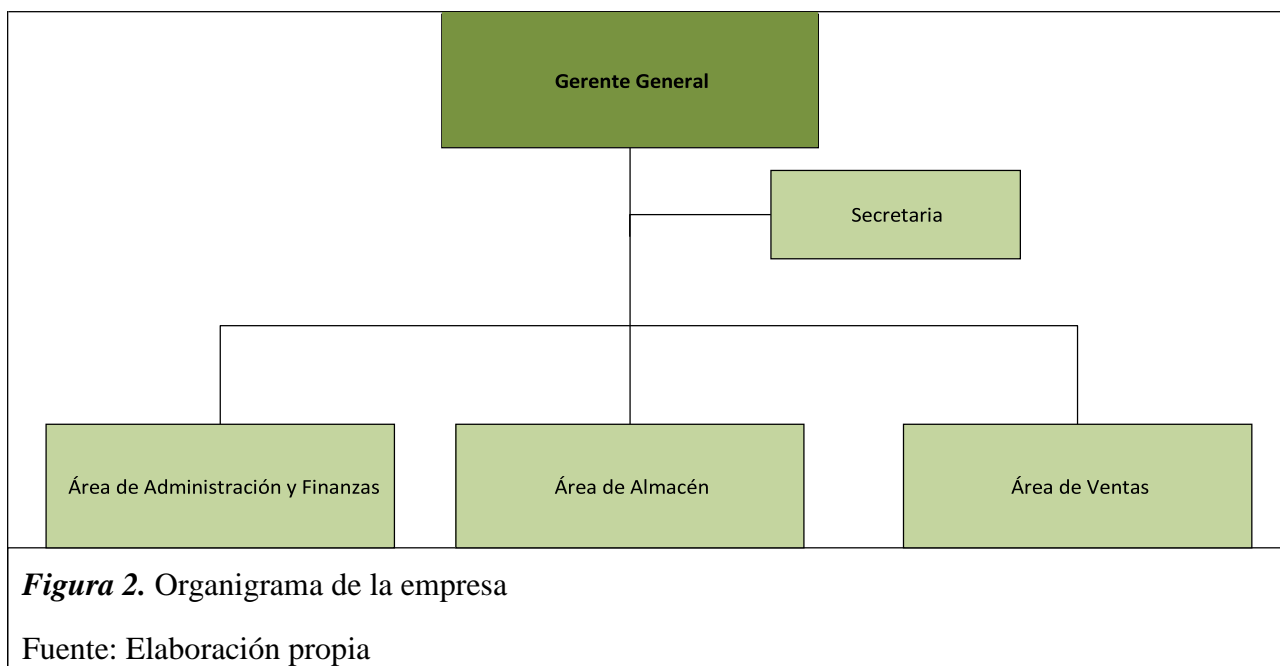 Gerente General
Secretaria
Área de Administración y Finanzas
Área de Almacén
Área de Ventas
Figura 2. Organigrama de la empresa
Fuente: Elaboración propia